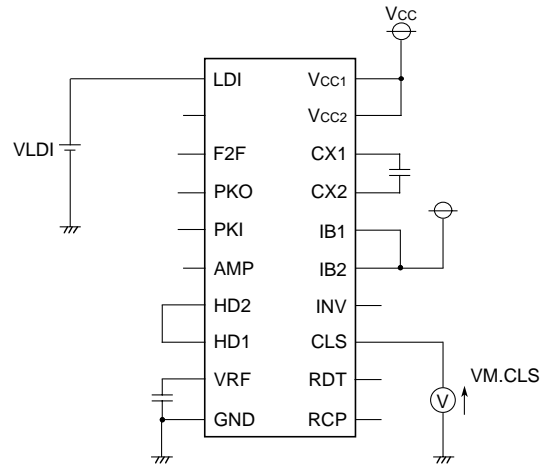 VCC
LDI VCC1
VCC2
VLDI
F2F CX1
PKO CX2
PKI IB1
AMP IB2
HD2 INV
HD1 CLS
VM.CLS
VRF RDT
V
GND RCP